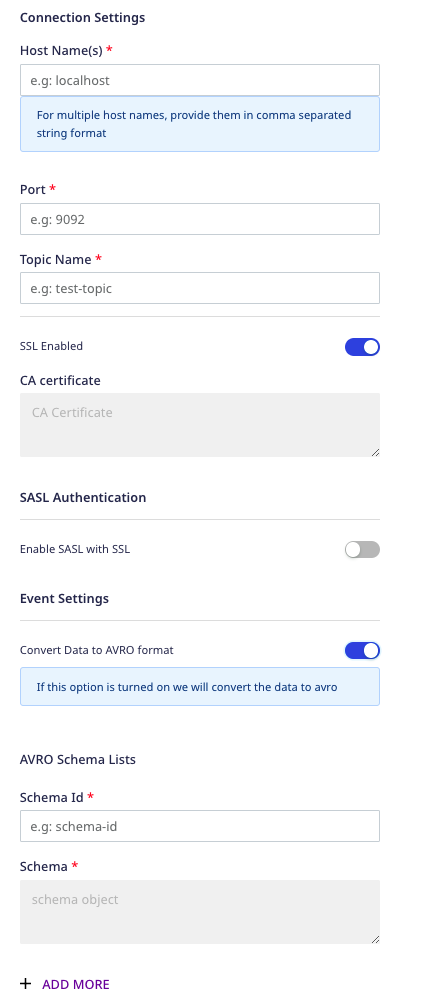 Connection Settings
Host Name(s) *
e.g: localhost
For multiple host names, provide them in comma separated
string format
Port *
e.g: 9092
Topic Name *
e.g: test-topic
SSL Enabled
CA certificate
CA Certificate
SASL Authentication
Enable SASL with SSL
Event Settings
Convert Data to AVRO format
If this option is turned on we will convert the data to avro
AVRO Schema Lists
Schema Id *
e.g: schema-id
Schema *
schema object
+ ADD MORE